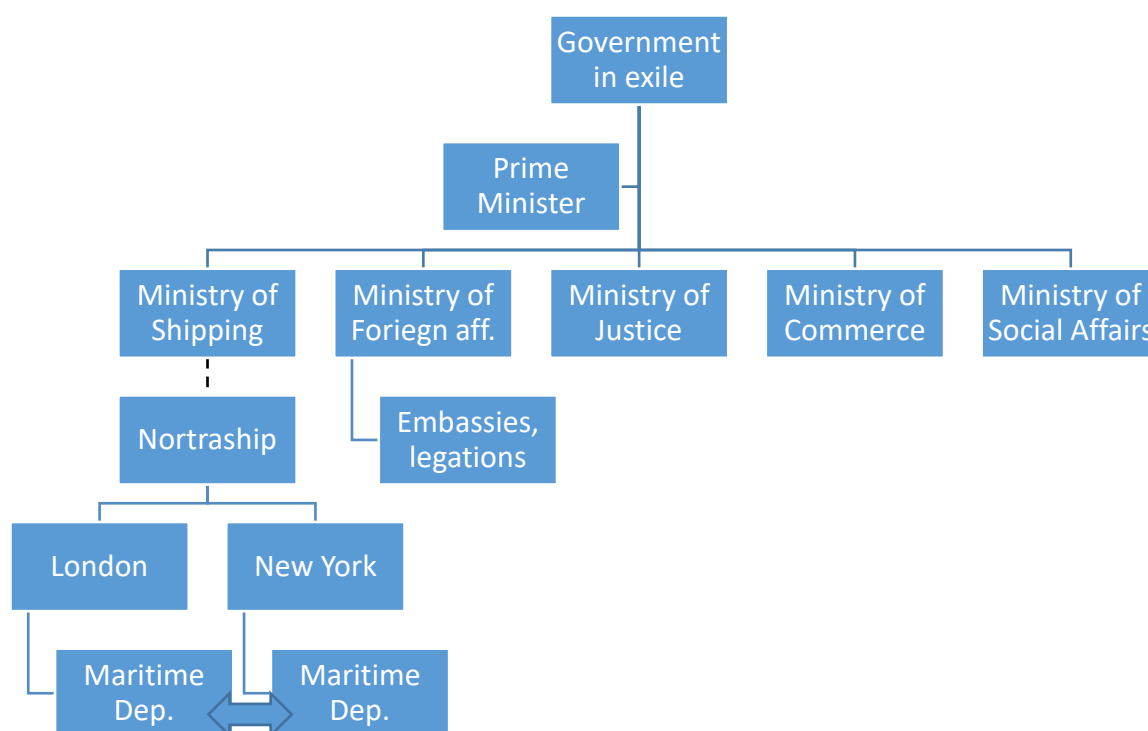 Government
in exile
Prime
Minister
Ministry of
Shipping
Ministry of
Foriegn aff.
Ministry of
Justice
Ministry of
Commerce
Ministry of
Social Affairs
Nortraship
Embassies,
legations
London
New York
Maritime
Dep.
Maritime
Dep.